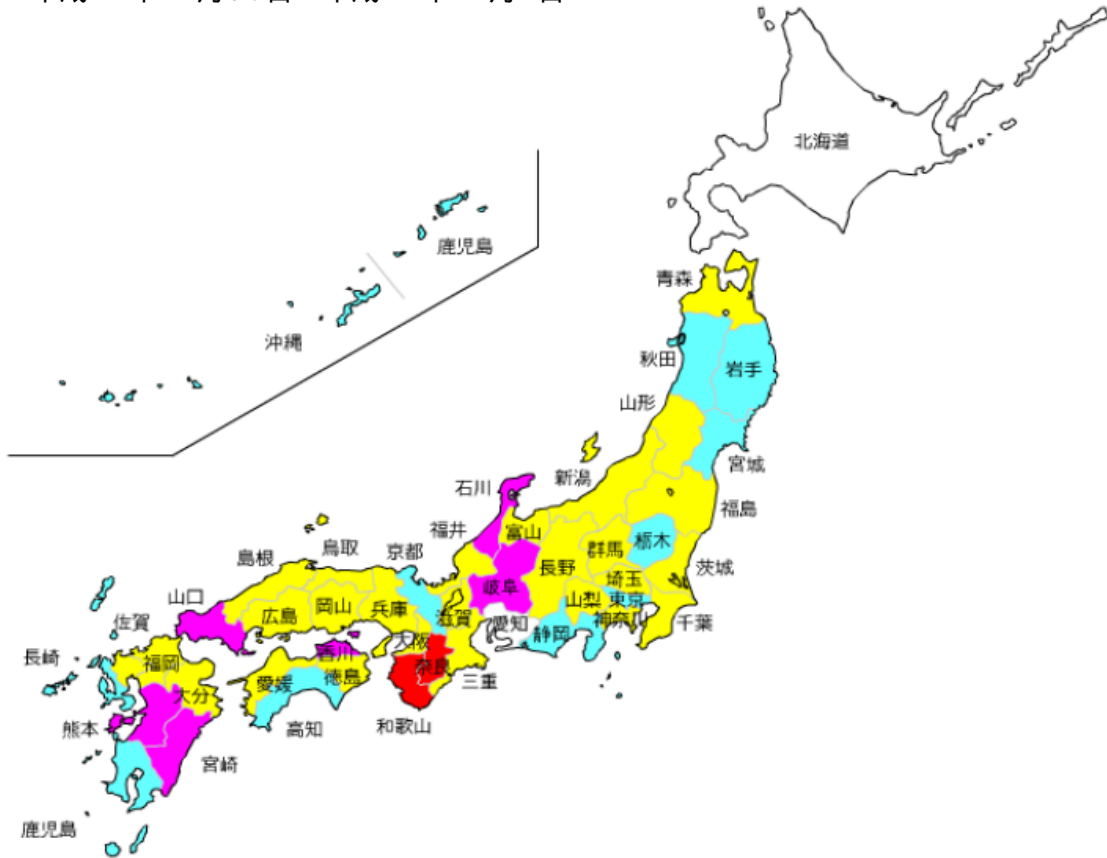 北海道
鹿児島
青森
沖縄
秋田
岩手
山形
宮城
新潟
石川
福島
福井
富山
栃木
鳥取
京都
群馬
島根
長野
茨城
埼玉
岐阜
山口
山梨
東京
岡山
兵庫
広島
滋賀
愛知
神奈川
千葉
佐賀
静岡
大阪
香川
長崎
福岡
奈良
愛媛
徳島
三重
大分
熊本
高知
和歌山
宮崎
鹿児島